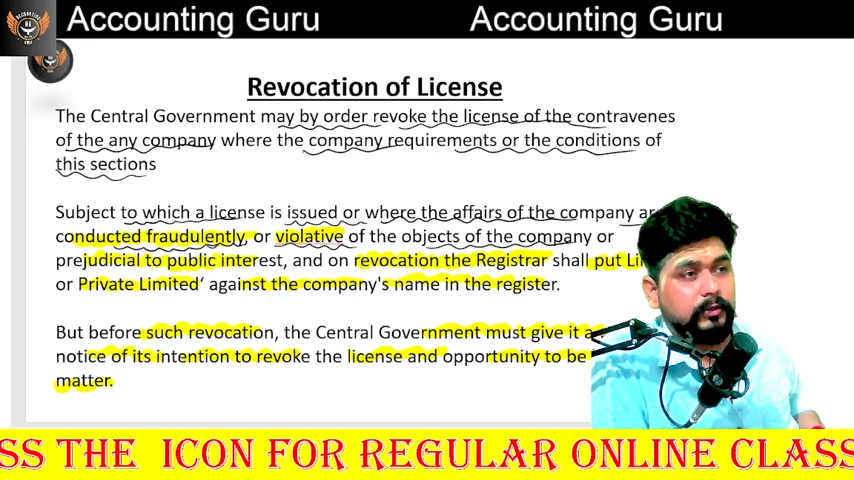 Accounting Guru Accounting Guru
Revocation of License
The Central Government may by order revoke the license of the contravenes
of the any company where the company requirements or the conditions of
this sections
Subject to which a license is issued or where the affairs of the company
conducted fraudulently, or violative of the objects of the company or
prejudicial to public interest, and on revocation the Registrar shall put
or Private Limited‘ against the company's name in the register.
But before such revocation, the Central Government must give it
notice of its intention to revoke the license and opportunity to be
matter.
SS THE ICON FOR REGULAR ONLINE CLASS